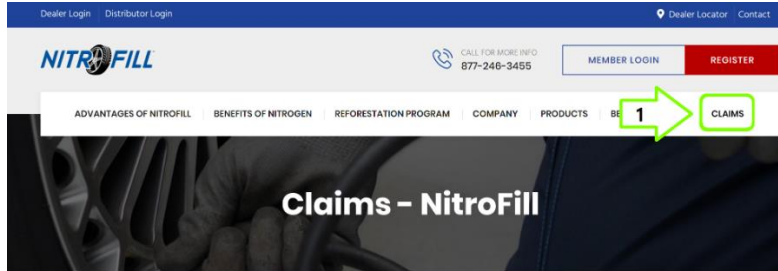 Dealer Login Distributor Login Dealer Locator Contact
NITROFILL
CALL FOR MORE INFO
877-246-3455
MEMBER LOGIN REGISTER
ADVANTAGES OF NITROFILL BENEFITS OF NITROGEN REFORESTATION PROGRAM COMPANY PRODUCTS 1 CLAIMS
Claims - NitroFill